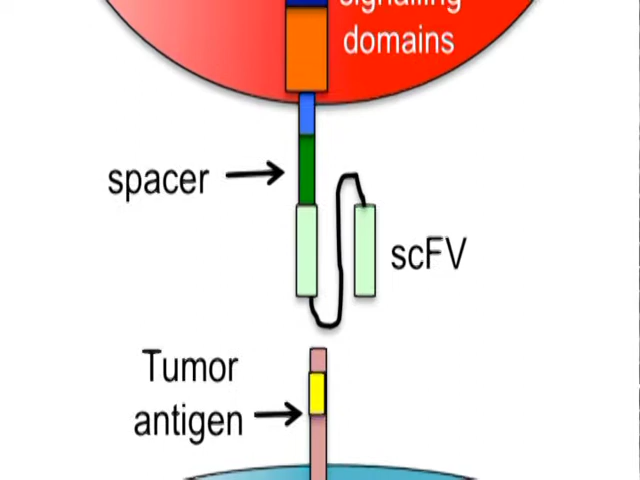 signalling
domains
spacer
scFV
Tumor
antigen